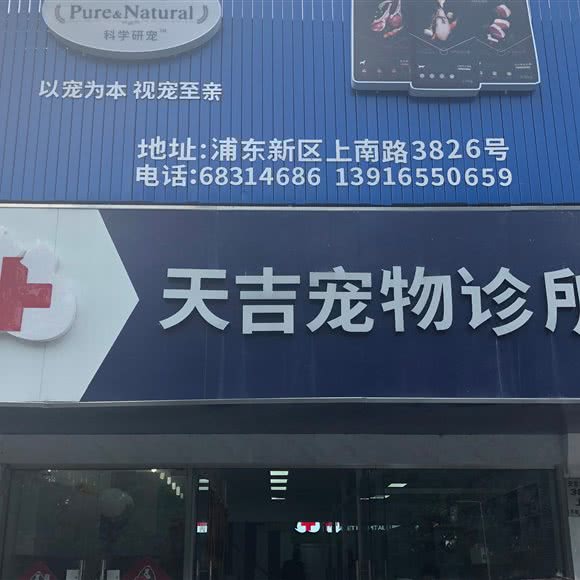 Pure&Natural
科学研宠™
以宠为本 视宠至亲
地址:浦东新区上南路3826号
电话:68314686 13916550659
天吉宠物诊所